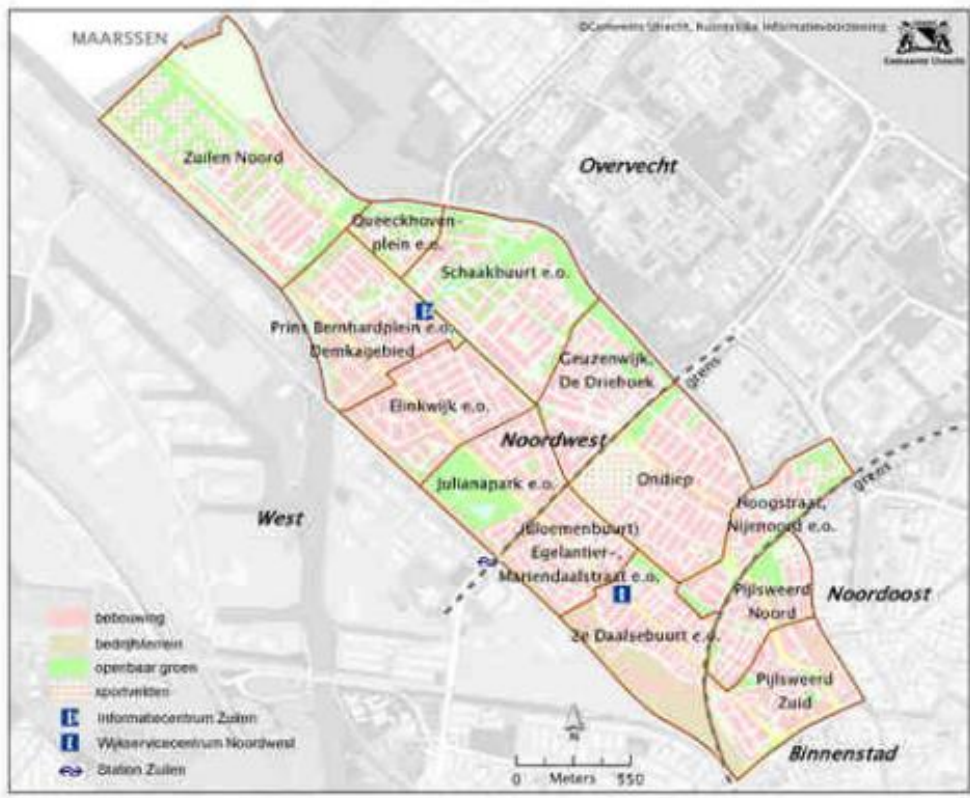 MAARSSEN
©Gemeente Utrecht, Ruimtelijke Informatievoorziening
Gemeente Utrecht
Zuilen Noord
Overvecht
Queeckhoven-
plein e.o.
Schaakbuurt e.o.
Prins Bernhardplein e.o.
Demkagebied
Geuzenwijk,
De Driehoek
grens
Elinkwijk e.o.
Noordwest
Julianapark e.o.
Ondiep
Hoogstraat,
Nijenoord e.o.
grens
West
(Bloemenbuurt)
Egelantier-,
Mariendaalstraat e.o.
Pijlsweerd
Noord
Noordoost
2e Daalsebuurt e.o.
Pijlsweerd
Zuid
Binnenstad
bebouwing
bedrijfsterrein
openbaar groen
sportvelden
Informatiecentrum Zuilen
Wijkservicecentrum Noordwest
Station Zuilen
N
0 Meters 550